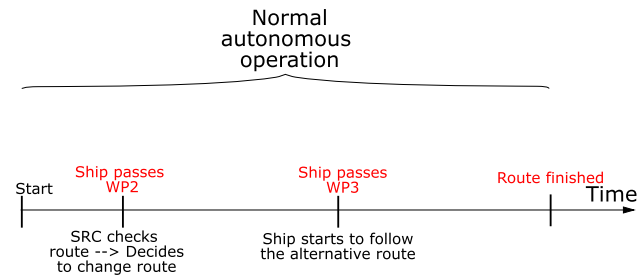 Normal
autonomous
operation
Start
Ship passes
WP2
Ship passes
WP3
Route finished
Time
SRC checks
route --> Decides
to change route
Ship starts to follow
the alternative route